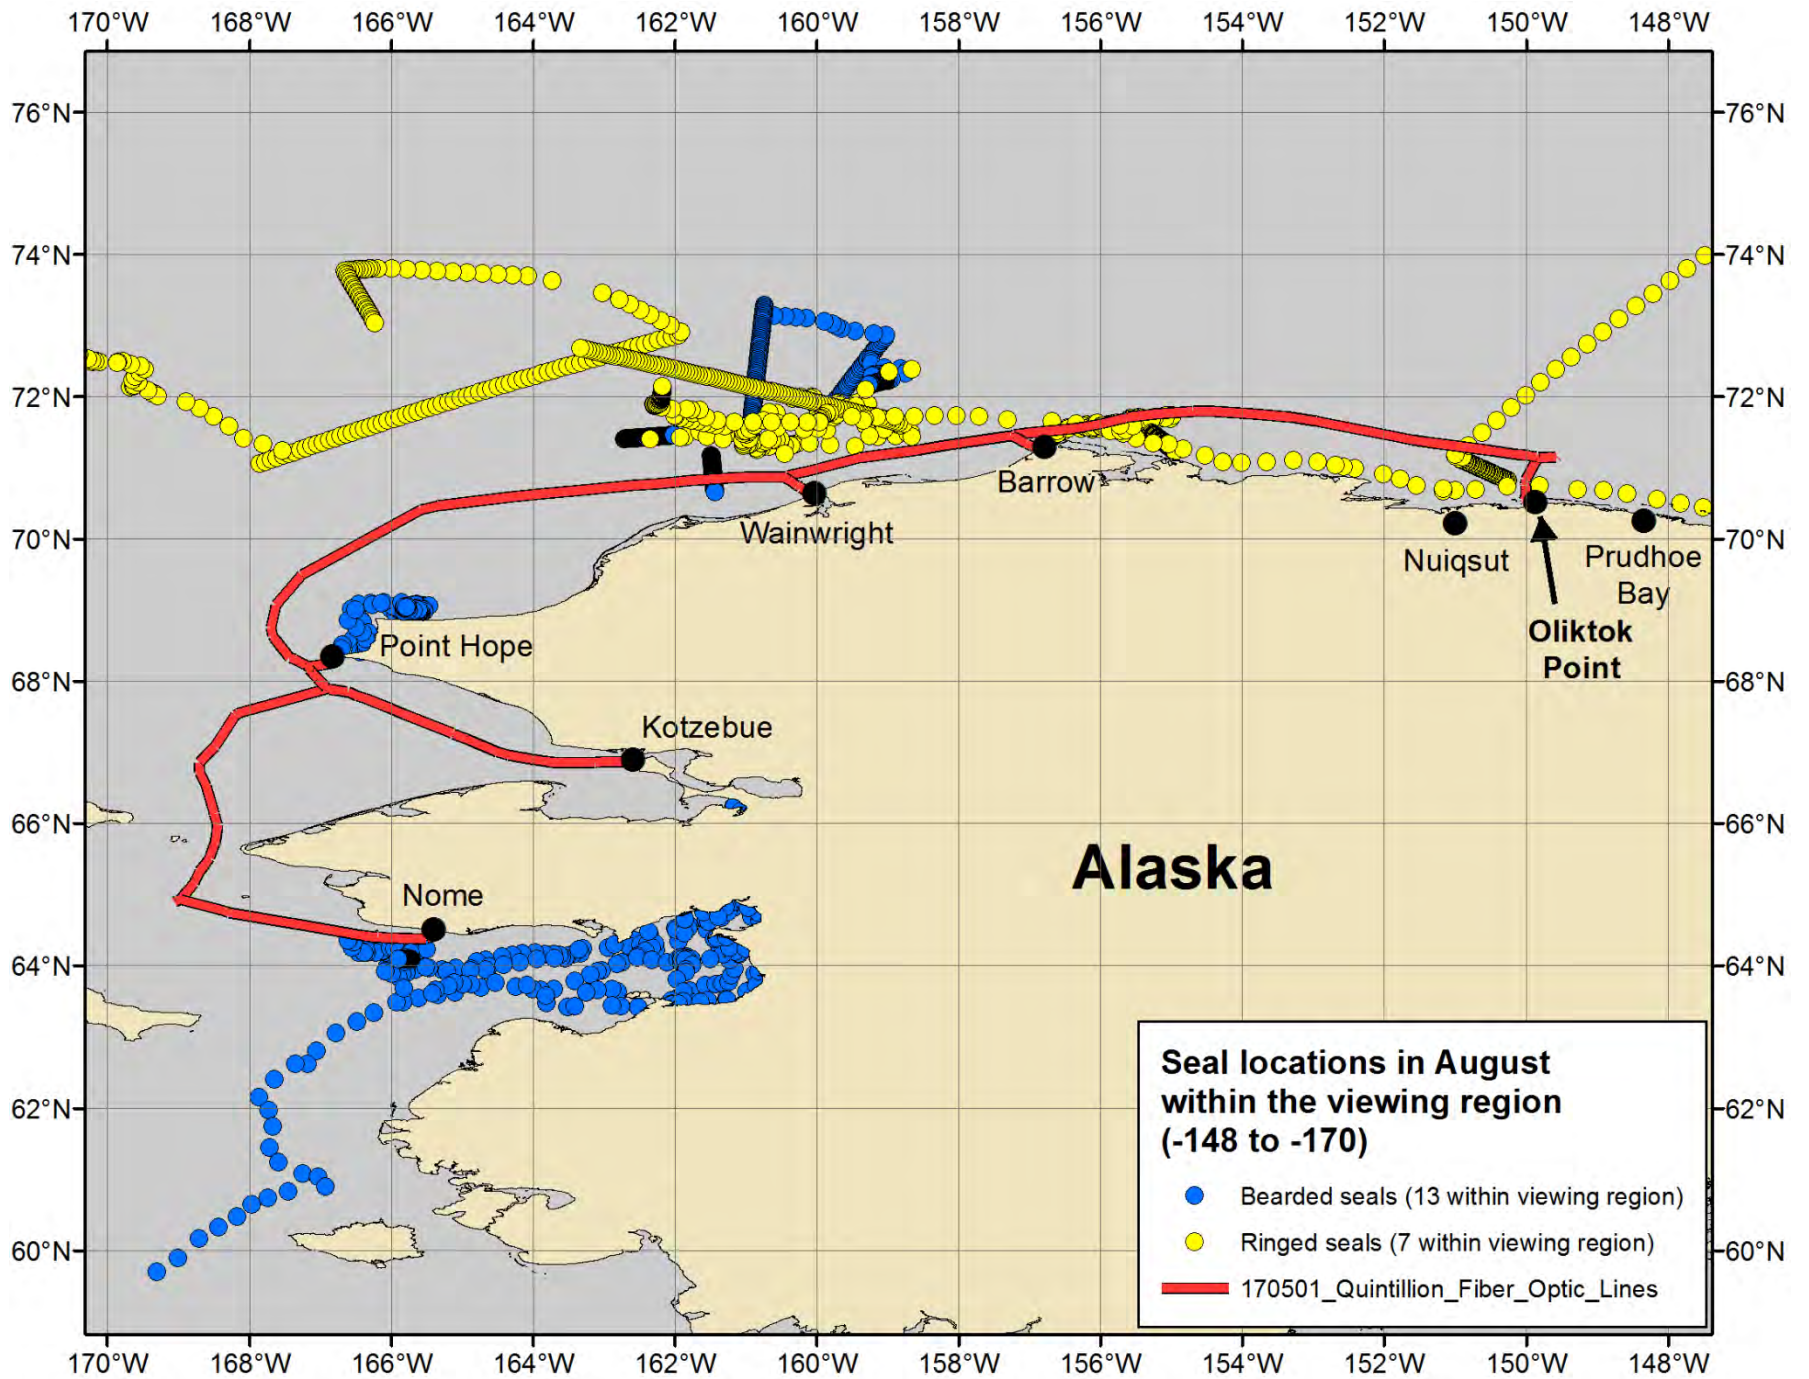 170°W 168°W 166°W 164°W 162°W 160°W 158°W 156°W 154°W 152°W 150°W 148°W
76°N 76°N
74°N 74°N
72°N 72°N
Barrow
Wainwright
70°N 70°N
Nuiqsut
Prudhoe
Bay
Oliktok
Point
Point Hope
68°N 68°N
Kotzebue
66°N 66°N
Alaska
Nome
64°N 64°N
Seal locations in August
within the viewing region
(-148 to -170)
62°N 62°N
Bearded seals (13 within viewing region)
Ringed seals (7 within viewing region)
60°N 60°N
170501_Quintillion_Fiber_Optic_Lines
170°W 168°W 166°W 164°W 162°W 160°W 158°W 156°W 154°W 152°W 150°W 148°W